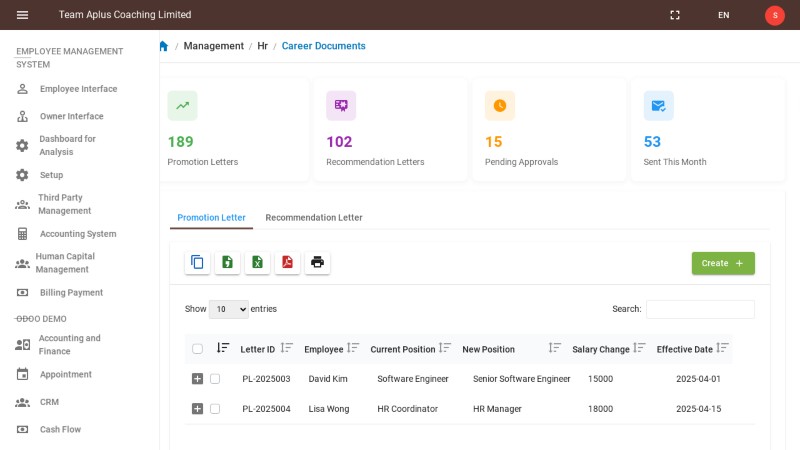 Team Aplus Coaching Limited
EN
S
EMPLOYEE MANAGEMENT
SYSTEM
Employee Interface
Owner Interface
Dashboard for
Analysis
Setup
Third Party
Management
Accounting System
Human Capital
Management
Billing Payment
ODOO DEMO
Accounting and
Finance
Appointment
CRM
Cash Flow
/ Management / Hr / Career Documents
189
Promotion Letters
102
Recommendation Letters
15
Pending Approvals
53
Sent This Month
Promotion Letter
Recommendation Letter
Create +
Show 10 entries
Search:
Letter ID Employee Current Position New Position Salary Change Effective Date
PL-2025003 David Kim Software Engineer Senior Software Engineer 15000 2025-04-01
PL-2025004 Lisa Wong HR Coordinator HR Manager 18000 2025-04-15